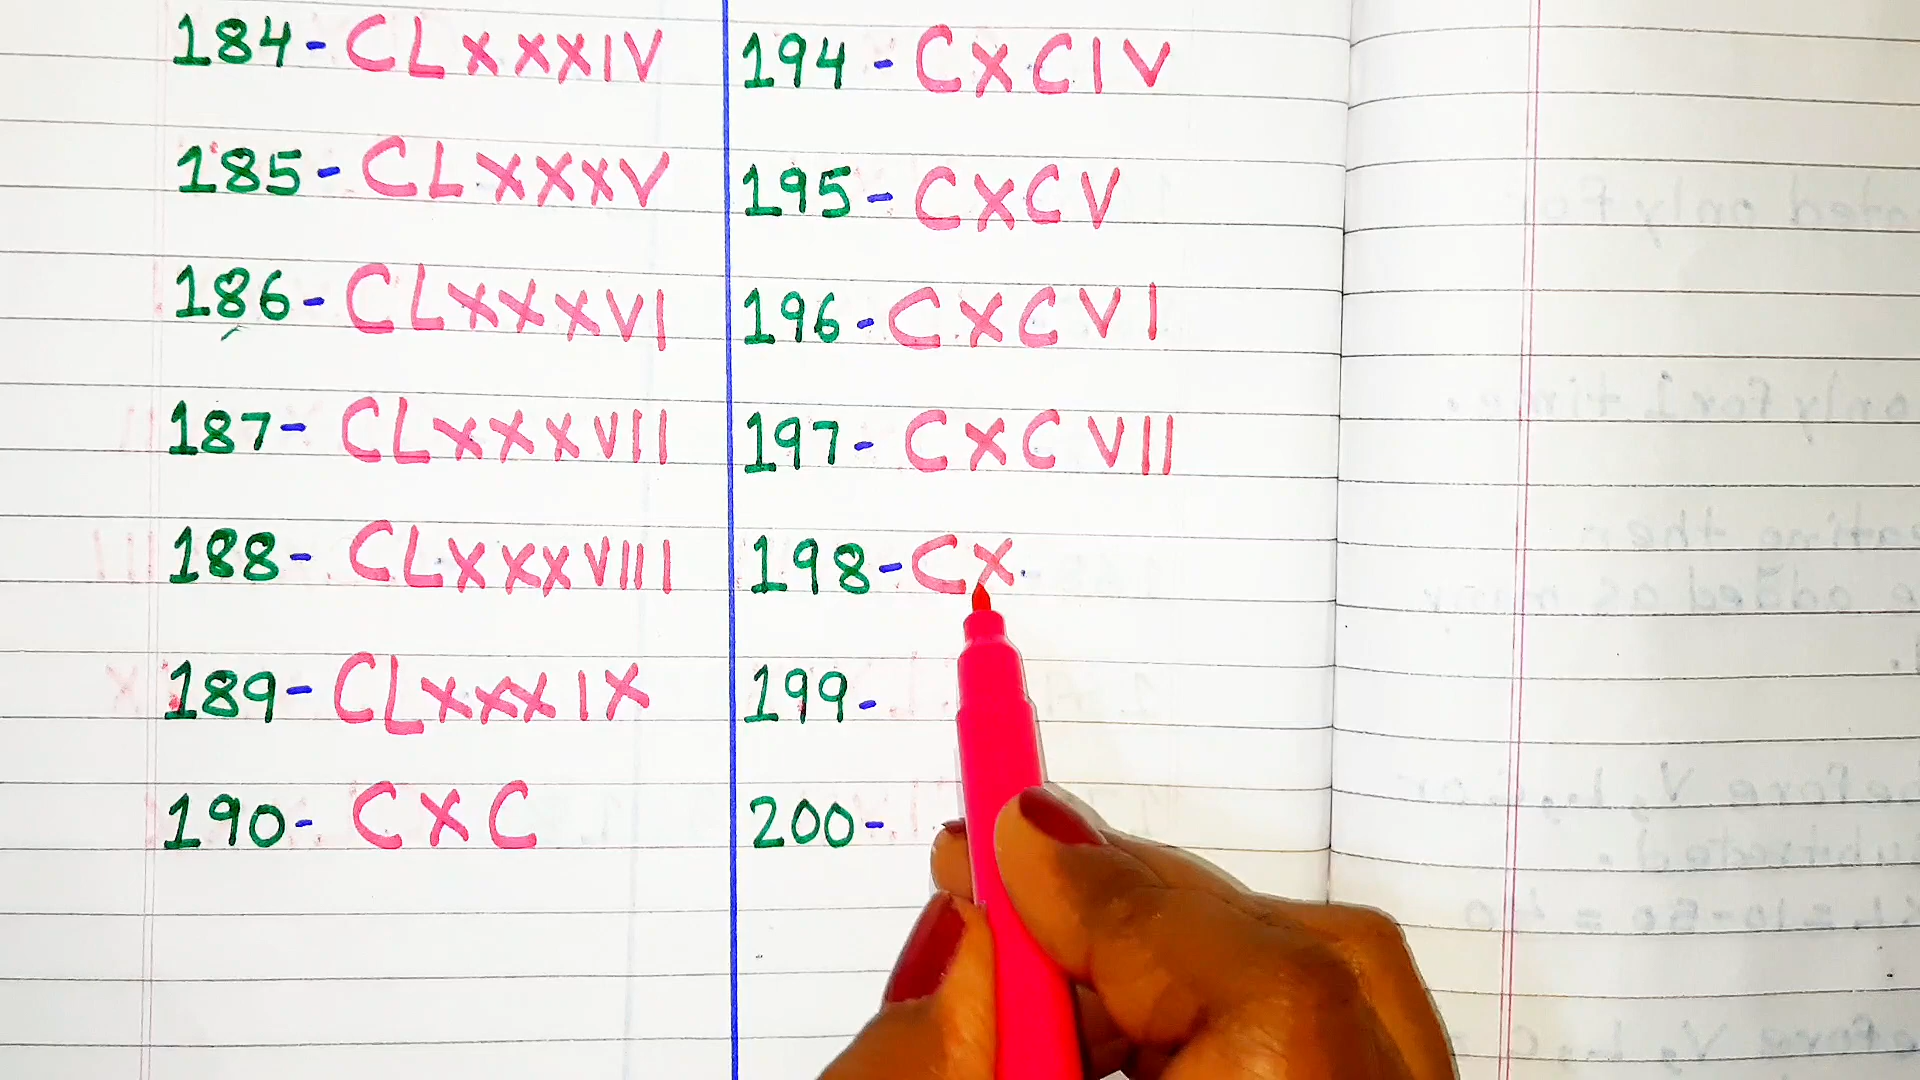 184 - CLXXXIV
185 - CLXXXV
186 - CLXXXVI
187 - CLXXXVII
188 - CLXXXVIII
189 - CLXXXIX
190 - CXC
194 - CXCIV
195 - CXCV
196 - CXCVI
197 - CXCVII
198 - CX
199 -
200 -